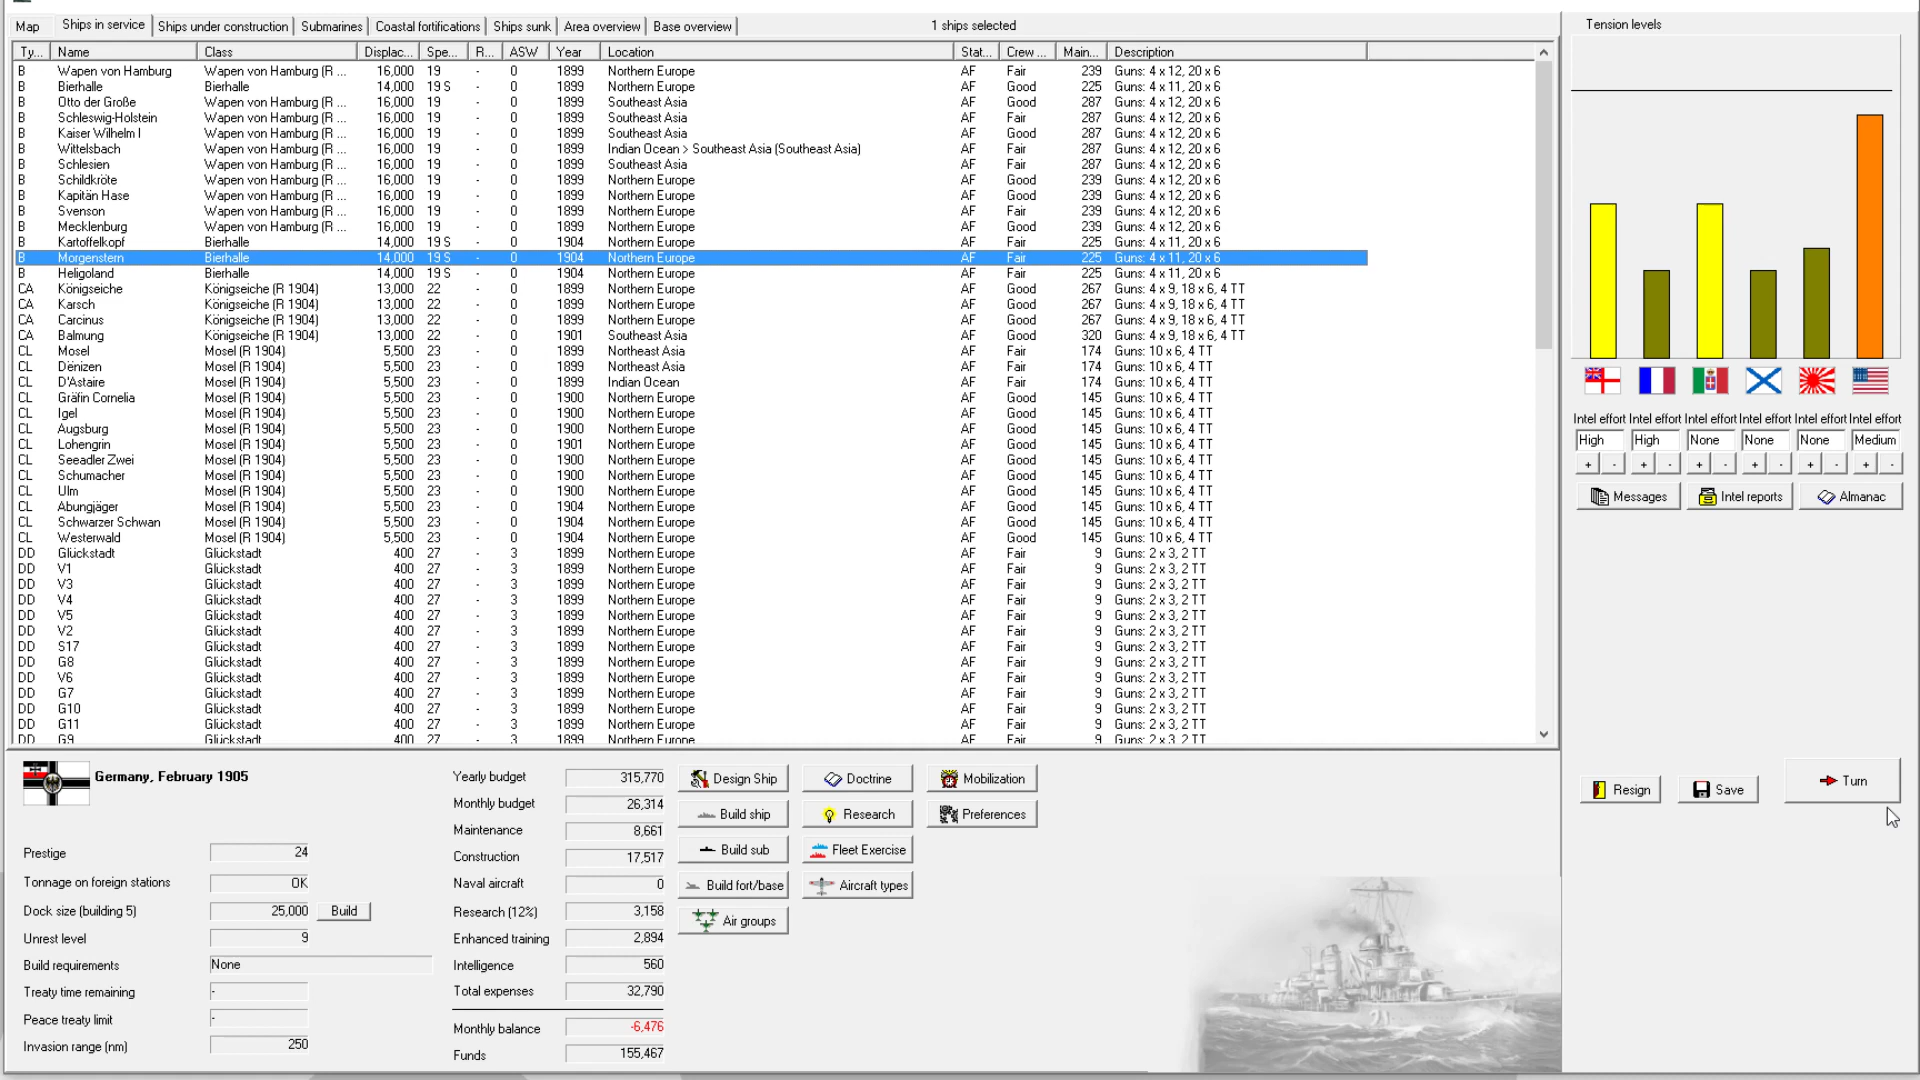 Map Ships in service Ships under construction Submarines Coastal fortifications Ships sunk Area overview Base overview 1 ships selected Tension levels
Ty... Name Class Displac... Spe... R... ASW Year Location Stat... Crew ... Main... Description
B Wapen von Hamburg Wapen von Hamburg (R ... 16,000 19 - 0 1899 Northern Europe AF Fair 239 Guns: 4 x 12, 20 x 6
B Bierhalle Bierhalle 14,000 19 S - 0 1899 Northern Europe AF Good 225 Guns: 4 x 11, 20 x 6
B Otto der Große Wapen von Hamburg (R ... 16,000 19 - 0 1899 Southeast Asia AF Good 287 Guns: 4 x 12, 20 x 6
B Schleswig-Holstein Wapen von Hamburg (R ... 16,000 19 - 0 1899 Southeast Asia AF Fair 287 Guns: 4 x 12, 20 x 6
B Kaiser Wilhelm I Wapen von Hamburg (R ... 16,000 19 - 0 1899 Southeast Asia AF Good 287 Guns: 4 x 12, 20 x 6
B Wittelsbach Wapen von Hamburg (R ... 16,000 19 - 0 1899 Indian Ocean > Southeast Asia (Southeast Asia) AF Fair 287 Guns: 4 x 12, 20 x 6
B Schlesien Wapen von Hamburg (R ... 16,000 19 - 0 1899 Southeast Asia AF Fair 287 Guns: 4 x 12, 20 x 6
B Schildkröte Wapen von Hamburg (R ... 16,000 19 - 0 1899 Northern Europe AF Good 239 Guns: 4 x 12, 20 x 6
B Kapitän Hase Wapen von Hamburg (R ... 16,000 19 - 0 1899 Northern Europe AF Good 239 Guns: 4 x 12, 20 x 6
B Svenson Wapen von Hamburg (R ... 16,000 19 - 0 1899 Northern Europe AF Fair 239 Guns: 4 x 12, 20 x 6
B Mecklenburg Wapen von Hamburg (R ... 16,000 19 - 0 1899 Northern Europe AF Good 239 Guns: 4 x 12, 20 x 6
B Kartoffelkopf Bierhalle 14,000 19 S - 0 1904 Northern Europe AF Fair 225 Guns: 4 x 11, 20 x 6
B Morgenstern Bierhalle 14,000 19 S - 0 1904 Northern Europe AF Fair 225 Guns: 4 x 11, 20 x 6
B Heligoland Bierhalle 14,000 19 S - 0 1904 Northern Europe AF Fair 225 Guns: 4 x 11, 20 x 6
CA Königseiche Königseiche (R 1904) 13,000 22 - 0 1899 Northern Europe AF Good 267 Guns: 4 x 9, 18 x 6, 4 TT
CA Karsch Königseiche (R 1904) 13,000 22 - 0 1899 Northern Europe AF Good 267 Guns: 4 x 9, 18 x 6, 4 TT
CA Carcinus Königseiche (R 1904) 13,000 22 - 0 1899 Northern Europe AF Good 267 Guns: 4 x 9, 18 x 6, 4 TT
CA Balmung Königseiche (R 1904) 13,000 22 - 0 1901 Southeast Asia AF Good 320 Guns: 4 x 9, 18 x 6, 4 TT
CL Mosel Mosel (R 1904) 5,500 23 - 0 1899 Northeast Asia AF Fair 174 Guns: 10 x 6, 4 TT
CL Denizen Mosel (R 1904) 5,500 23 - 0 1899 Northeast Asia AF Fair 174 Guns: 10 x 6, 4 TT
CL D'Astaire Mosel (R 1904) 5,500 23 - 0 1899 Indian Ocean AF Fair 174 Guns: 10 x 6, 4 TT
CL Gräfin Cornelia Mosel (R 1904) 5,500 23 - 0 1900 Northern Europe AF Good 145 Guns: 10 x 6, 4 TT
CL Igel Mosel (R 1904) 5,500 23 - 0 1900 Northern Europe AF Good 145 Guns: 10 x 6, 4 TT
CL Augsburg Mosel (R 1904) 5,500 23 - 0 1900 Northern Europe AF Good 145 Guns: 10 x 6, 4 TT
CL Lohengrin Mosel (R 1904) 5,500 23 - 0 1901 Northern Europe AF Good 145 Guns: 10 x 6, 4 TT
CL Seeadler Zwei Mosel (R 1904) 5,500 23 - 0 1900 Northern Europe AF Good 145 Guns: 10 x 6, 4 TT
CL Schumacher Mosel (R 1904) 5,500 23 - 0 1900 Northern Europe AF Good 145 Guns: 10 x 6, 4 TT
CL Ulm Mosel (R 1904) 5,500 23 - 0 1900 Northern Europe AF Good 145 Guns: 10 x 6, 4 TT
CL Abungjäger Mosel (R 1904) 5,500 23 - 0 1904 Northern Europe AF Good 145 Guns: 10 x 6, 4 TT
CL Schwarzer Schwan Mosel (R 1904) 5,500 23 - 0 1904 Northern Europe AF Good 145 Guns: 10 x 6, 4 TT
CL Westerwald Mosel (R 1904) 5,500 23 - 0 1904 Northern Europe AF Good 145 Guns: 10 x 6, 4 TT
DD Glückstadt Glückstadt 400 27 - 3 1899 Northern Europe AF Fair 9 Guns: 2 x 3, 2 TT
DD V1 Glückstadt 400 27 - 3 1899 Northern Europe AF Fair 9 Guns: 2 x 3, 2 TT
DD V3 Glückstadt 400 27 - 3 1899 Northern Europe AF Fair 9 Guns: 2 x 3, 2 TT
DD V4 Glückstadt 400 27 - 3 1899 Northern Europe AF Fair 9 Guns: 2 x 3, 2 TT
DD V5 Glückstadt 400 27 - 3 1899 Northern Europe AF Fair 9 Guns: 2 x 3, 2 TT
DD V2 Glückstadt 400 27 - 3 1899 Northern Europe AF Fair 9 Guns: 2 x 3, 2 TT
DD S17 Glückstadt 400 27 - 3 1899 Northern Europe AF Fair 9 Guns: 2 x 3, 2 TT
DD G8 Glückstadt 400 27 - 3 1899 Northern Europe AF Fair 9 Guns: 2 x 3, 2 TT
DD V6 Glückstadt 400 27 - 3 1899 Northern Europe AF Fair 9 Guns: 2 x 3, 2 TT
DD G7 Glückstadt 400 27 - 3 1899 Northern Europe AF Fair 9 Guns: 2 x 3, 2 TT
DD G10 Glückstadt 400 27 - 3 1899 Northern Europe AF Fair 9 Guns: 2 x 3, 2 TT
DD G11 Glückstadt 400 27 - 3 1899 Northern Europe AF Fair 9 Guns: 2 x 3, 2 TT
DD G9 Glückstadt 400 27 - 3 1899 Northern Europe AF Fair 9 Guns: 2 x 3, 2 TT
Intel effort Intel effort Intel effort Intel effort Intel effort Intel effort
High High None None None Medium
+ - + - + - + - + - + -
Messages Intel reports Almanac
Germany, February 1905
Prestige 24
Tonnage on foreign stations OK
Dock size (building 5) 25,000 Build
Unrest level 9
Build requirements None
Treaty time remaining -
Peace treaty limit -
Invasion range (nm) 250
Yearly budget 315,770
Monthly budget 26,314
Maintenance 8,661
Construction 17,517
Naval aircraft 0
Research (12%) 3,158
Enhanced training 2,894
Intelligence 560
Total expenses 32,790
Monthly balance -6,476
Funds 155,467
Design Ship Doctrine Mobilization
Build ship Research Preferences
Build sub Fleet Exercise
Build fort/base Aircraft types
Air groups
Resign Save Turn